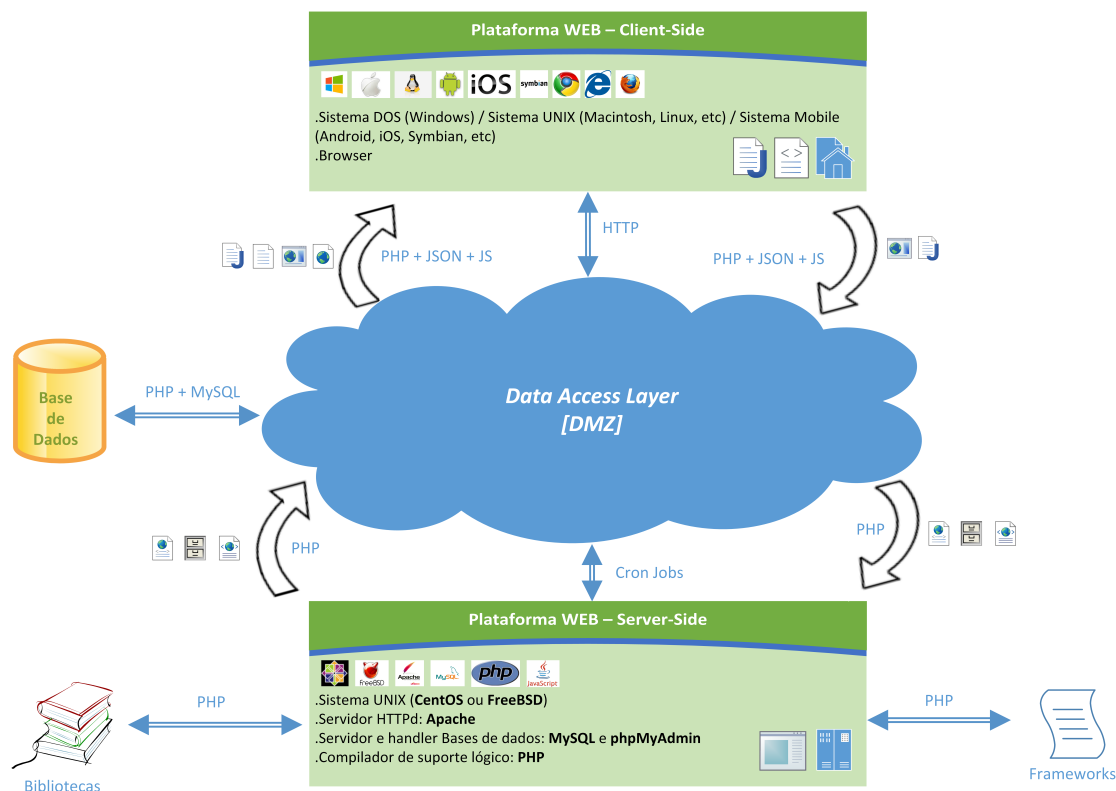 Plataforma WEB – Client-Side
iOS
symbian
.Sistema DOS (Windows) / Sistema UNIX (Macintosh, Linux, etc) / Sistema Mobile
(Android, iOS, Symbian, etc)
.Browser
< >
HTTP
PHP + JSON + JS
PHP + JSON + JS
Data Access Layer
[DMZ]
PHP + MySQL
Base
de
Dados
PHP
PHP
Cron Jobs
Plataforma WEB – Server-Side
FreeBSD
Apache
MySQL
php
JavaScript
.Sistema UNIX (CentOS ou FreeBSD)
.Servidor HTTPd: Apache
.Servidor e handler Bases de dados: MySQL e phpMyAdmin
.Compilador de suporte lógico: PHP
PHP
PHP
Bibliotecas
Frameworks